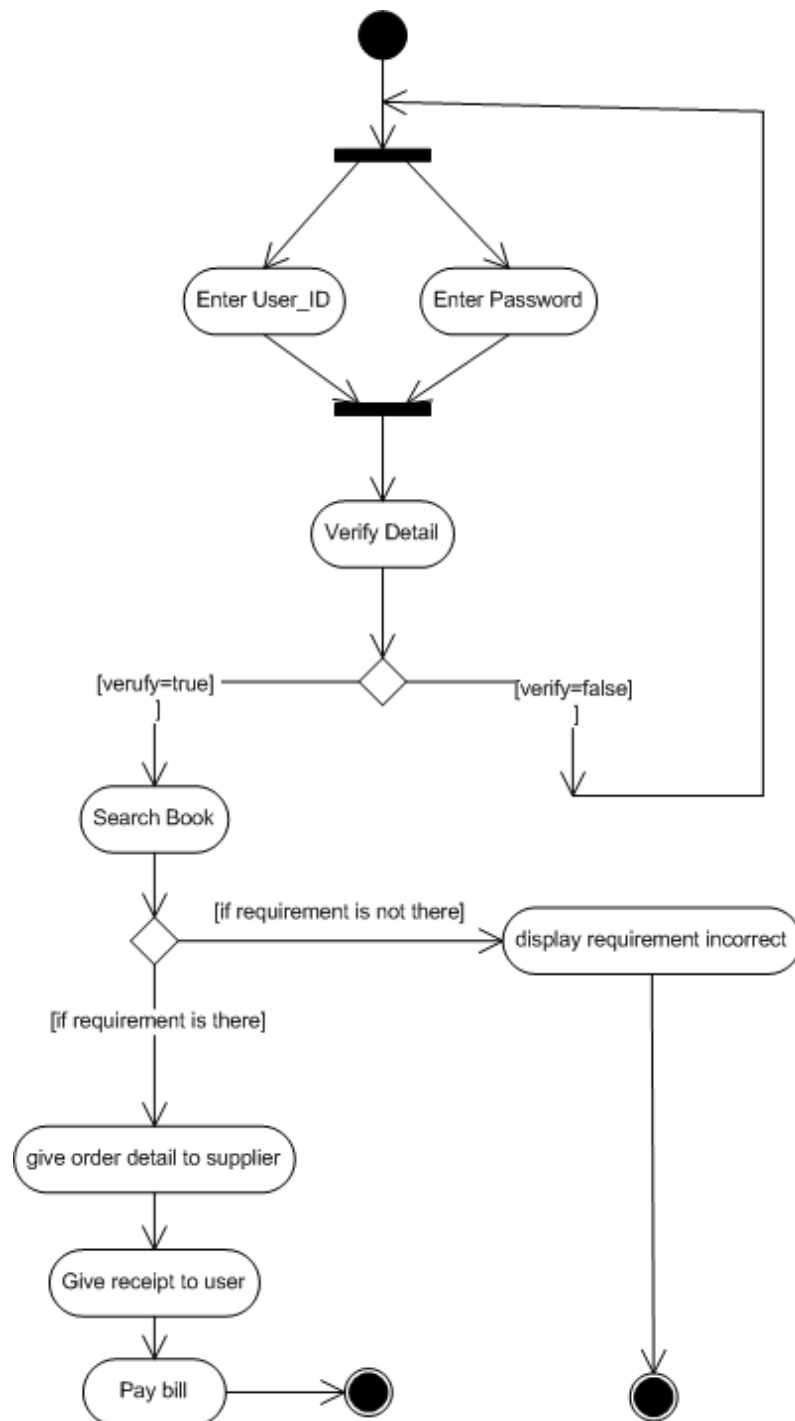 Enter User_ID
Enter Password
Verify Detail
[verufy=true]
]
[verify=false]
]
Search Book
[if requirement is not there]
display requirement incorrect
[if requirement is there]
give order detail to supplier
Give receipt to user
Pay bill